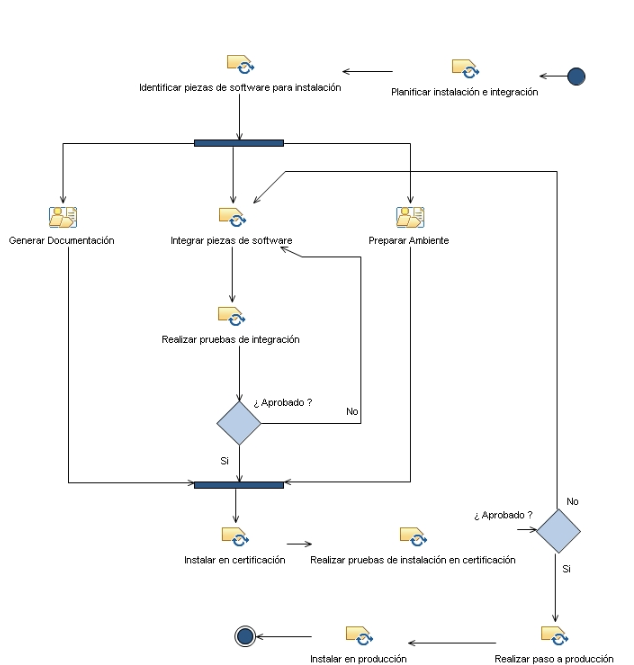 Identificar piezas de software para instalación
Planificar instalación e integración
Generar Documentación
Integrar piezas de software
Preparar Ambiente
Realizar pruebas de integración
¿ Aprobado ?
No
Si
¿ Aprobado ?
No
Instalar en certificación
Realizar pruebas de instalación en certificación
Si
Instalar en producción
Realizar paso a producción